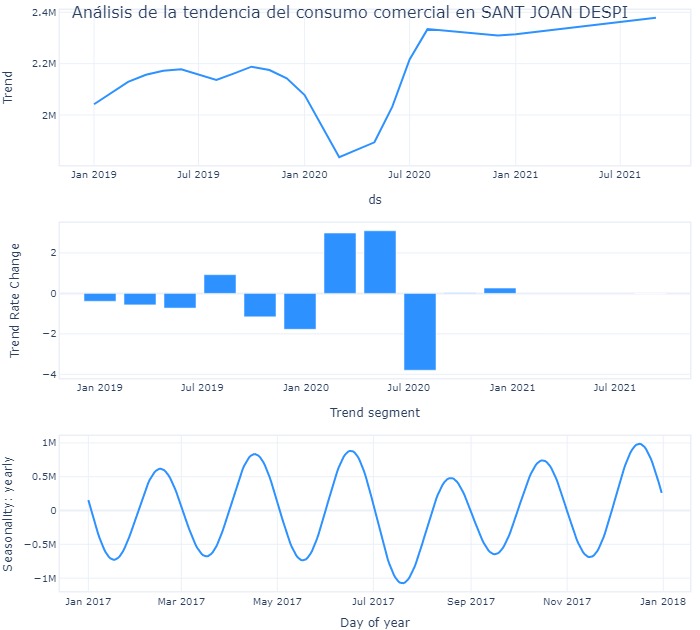 Análisis de la tendencia del consumo comercial en SANT JOAN DESPI
2.4M
2.2M
2M
Trend
Jan 2019 Jul 2019 Jan 2020 Jul 2020 Jan 2021 Jul 2021
ds
2
0
−2
−4
Trend Rate Change
Jan 2019 Jul 2019 Jan 2020 Jul 2020 Jan 2021 Jul 2021
Trend segment
1M
0.5M
0
−0.5M
−1M
Seasonality: yearly
Jan 2017 Mar 2017 May 2017 Jul 2017 Sep 2017 Nov 2017 Jan 2018
Day of year